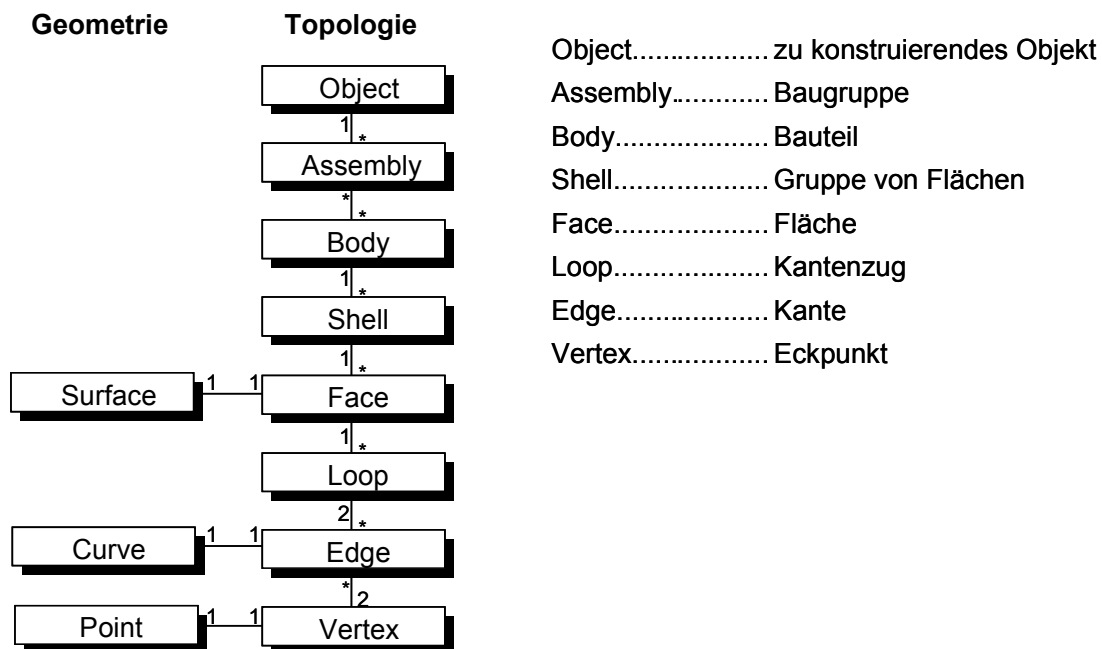 Geometrie Topologie
Object
1
*
Assembly
*
*
Body
1
*
Shell
1
*
Surface 1 1 Face
1
*
Loop
2
*
Curve 1 1 Edge
*
2
Point 1 1 Vertex
Object................... zu konstruierendes Objekt
Assembly............. Baugruppe
Body..................... Bauteil
Shell...................... Gruppe von Flächen
Face...................... Fläche
Loop...................... Kantenzug
Edge..................... Kante
Vertex................... Eckpunkt